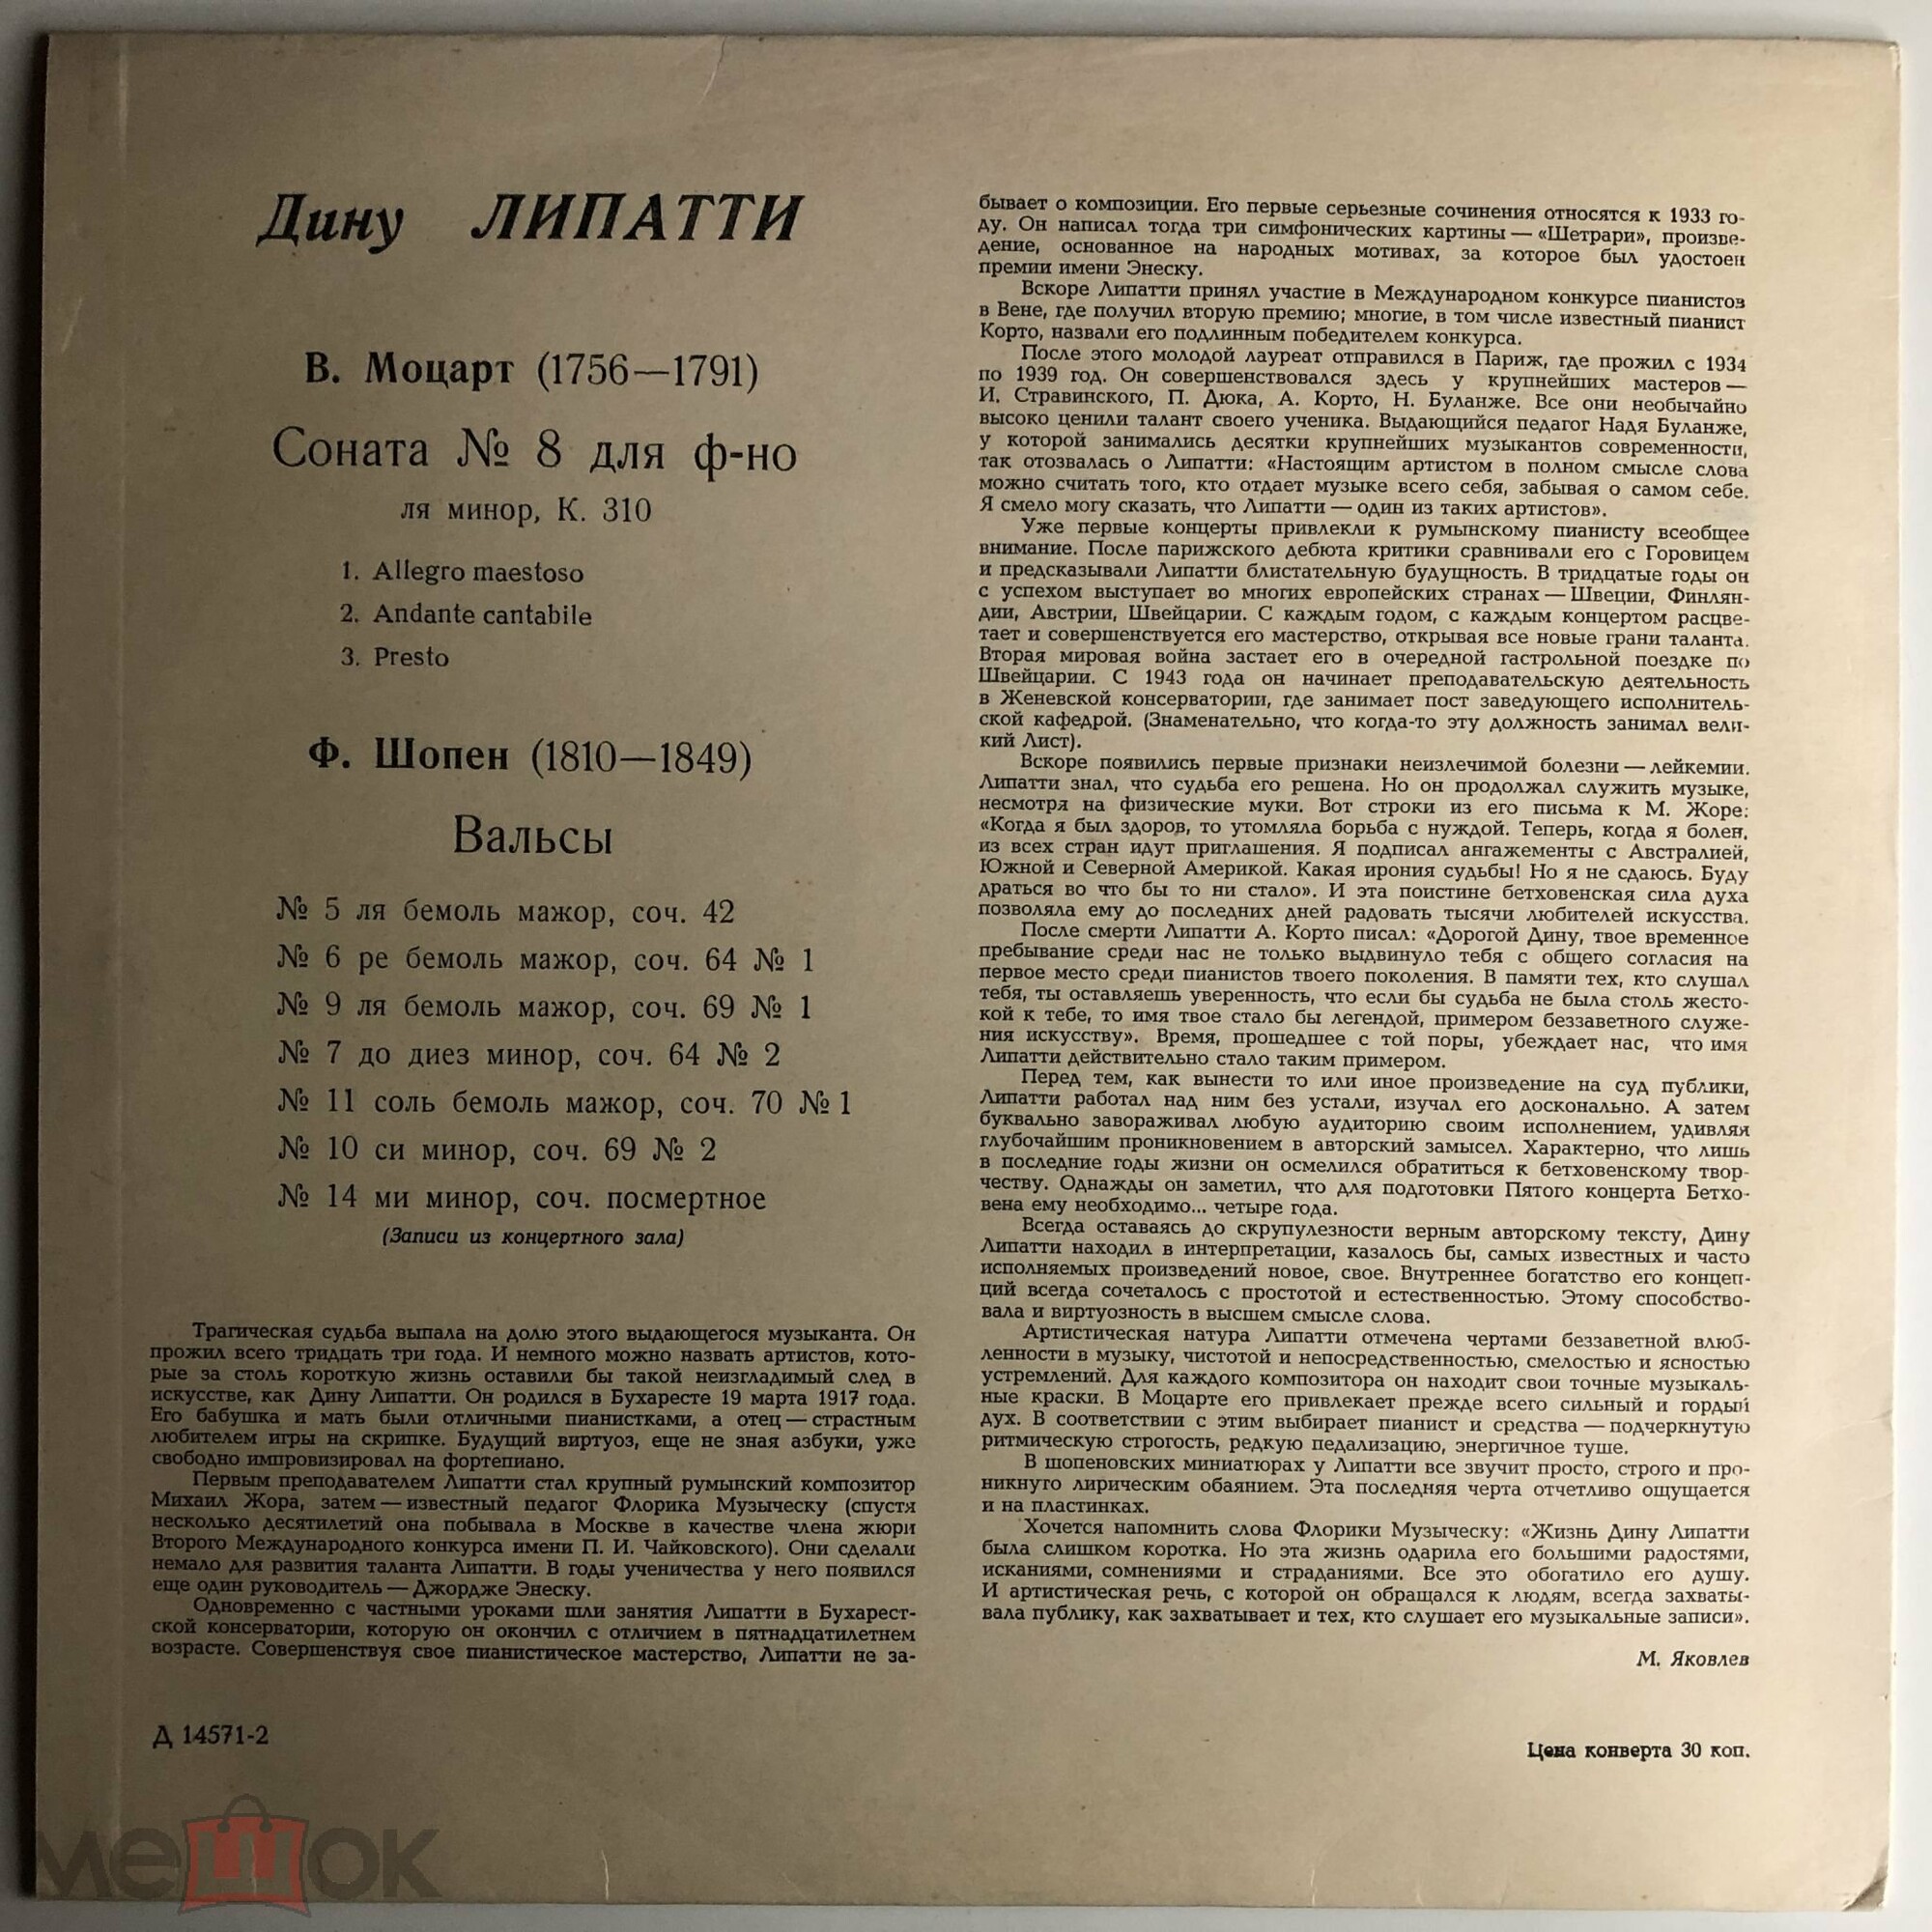 Дину ЛИПАТТИ
В. Моцарт (1756—1791)
Соната № 8 для ф-но
ля минор, К. 310
1. Allegro maestoso
2. Andante cantabile
3. Presto
Ф. Шопен (1810—1849)
Вальсы
№ 5 ля бемоль мажор, соч. 42
№ 6 ре бемоль мажор, соч. 64 № 1
№ 9 ля бемоль мажор, соч. 69 № 1
№ 7 до диез минор, соч. 64 № 2
№ 11 соль бемоль мажор, соч. 70 № 1
№ 10 си минор, соч. 69 № 2
№ 14 ми минор, соч. посмертное
(Записи из концертного зала)
Трагическая судьба выпала на долю этого выдающегося музыканта. Он
прожил всего тридцать три года. И немного можно назвать артистов, кото-
рые за столь короткую жизнь оставили бы такой неизгладимый след в
искусстве, как Дину Липатти. Он родился в Бухаресте 19 марта 1917 года.
Его бабушка и мать были отличными пианистками, а отец — страстным
любителем игры на скрипке. Будущий виртуоз, еще не зная азбуки, уже
свободно импровизировал на фортепиано.
Первым преподавателем Липатти стал крупный румынский композитор
Михаил Жора, затем — известный педагог Флорика Музыческу (спустя
несколько десятилетий она побывала в Москве в качестве члена жюри
Второго Международного конкурса имени П. И. Чайковского). Они сделали
немало для развития таланта Липатти. В годы ученичества у него появился
еще один руководитель — Джордже Энеску.
Одновременно с частными уроками шли занятия Липатти в Бухарест-
ской консерватории, которую он окончил с отличием в пятнадцатилетнем
возрасте. Совершенствуя свое пианистическое мастерство, Липатти не за-
бывает о композиции. Его первые серьезные сочинения относятся к 1933 го-
ду. Он написал тогда три симфонических картины — «Шетрари», произве-
дение, основанное на народных мотивах, за которое был удостоен
премии имени Энеску.
Вскоре Липатти принял участие в Международном конкурсе пианистов
в Вене, где получил вторую премию; многие, в том числе известный пианист
Корто, назвали его подлинным победителем конкурса.
После этого молодой лауреат отправился в Париж, где прожил с 1934
по 1939 год. Он совершенствовался здесь у крупнейших мастеров —
И. Стравинского, П. Дюка, А. Корто, Н. Буланже. Все они необычайно
высоко ценили талант своего ученика. Выдающийся педагог Надя Буланже,
у которой занимались десятки крупнейших музыкантов современности,
так отозвалась о Липатти: «Настоящим артистом в полном смысле слова
можно считать того, кто отдает музыке всего себя, забывая о самом себе.
Я смело могу сказать, что Липатти — один из таких артистов».
Уже первые концерты привлекли к румынскому пианисту всеобщее
внимание. После парижского дебюта критики сравнивали его с Горовицем
и предсказывали Липатти блистательную будущность. В тридцатые годы он
с успехом выступает во многих европейских странах — Швеции, Финлян-
дии, Австрии, Швейцарии. С каждым годом, с каждым концертом расцве-
тает и совершенствуется его мастерство, открывая все новые грани таланта.
Вторая мировая война застает его в очередной гастрольной поездке по
Швейцарии. С 1943 года он начинает преподавательскую деятельность
в Женевской консерватории, где занимает пост заведующего исполнитель-
ской кафедрой. (Знаменательно, что когда-то эту должность занимал вели-
кий Лист).
Вскоре появились первые признаки неизлечимой болезни — лейкемии.
Липатти знал, что судьба его решена. Но он продолжал служить музыке,
несмотря на физические муки. Вот строки из его письма к М. Жоре:
«Когда я был здоров, то утомляла борьба с нуждой. Теперь, когда я болен,
из всех стран идут приглашения. Я подписал ангажементы с Австралией,
Южной и Северной Америкой. Какая ирония судьбы! Но я не сдаюсь. Буду
драться во что бы то ни стало». И эта поистине бетховенская сила духа
позволяла ему до последних дней радовать тысячи любителей искусства.
После смерти Липатти А. Корто писал: «Дорогой Дину, твое временное
пребывание среди нас не только выдвинуло тебя с общего согласия на
первое место среди пианистов твоего поколения. В памяти тех, кто слушал
тебя, ты оставляешь уверенность, что если бы судьба не была столь жесто-
кой к тебе, то имя твое стало бы легендой, примером беззаветного служе-
ния искусству». Время, прошедшее с той поры, убеждает нас, что имя
Липатти действительно стало таким примером.
Перед тем, как вынести то или иное произведение на суд публики,
Липатти работал над ним без устали, изучал его досконально. А затем
буквально завораживал любую аудиторию своим исполнением, удивляя
глубочайшим проникновением в авторский замысел. Характерно, что лишь
в последние годы жизни он осмелился обратиться к бетховенскому твор-
честву. Однажды он заметил, что для подготовки Пятого концерта Бетхо-
вена ему необходимо... четыре года.
Всегда оставаясь до скрупулезности верным авторскому тексту, Дину
Липатти находил в интерпретации, казалось бы, самых известных и часто
исполняемых произведений новое, свое. Внутреннее богатство его концеп-
ций всегда сочеталось с простотой и естественностью. Этому способство-
вала и виртуозность в высшем смысле слова.
Артистическая натура Липатти отмечена чертами беззаветной влюб-
ленности в музыку, чистотой и непосредственностью, смелостью и ясностью
устремлений. Для каждого композитора он находит свои точные музыкаль-
ные краски. В Моцарте его привлекает прежде всего сильный и гордый
дух. В соответствии с этим выбирает пианист и средства — подчеркнутую
ритмическую строгость, редкую педализацию, энергичное туше.
В шопеновских миниатюрах у Липатти все звучит просто, строго и про-
никнуто лирическим обаянием. Эта последняя черта отчетливо ощущается
и на пластинках.
Хочется напомнить слова Флорики Музыческу: «Жизнь Дину Липатти
была слишком коротка. Но эта жизнь одарила его большими радостями,
исканиями, сомнениями и страданиями. Все это обогатило его душу.
И артистическая речь, с которой он обращался к людям, всегда захваты-
вала публику, как захватывает и тех, кто слушает его музыкальные записи».
М. Яковлев
Д 14571-2
Цена конверта 30 коп.
мешок